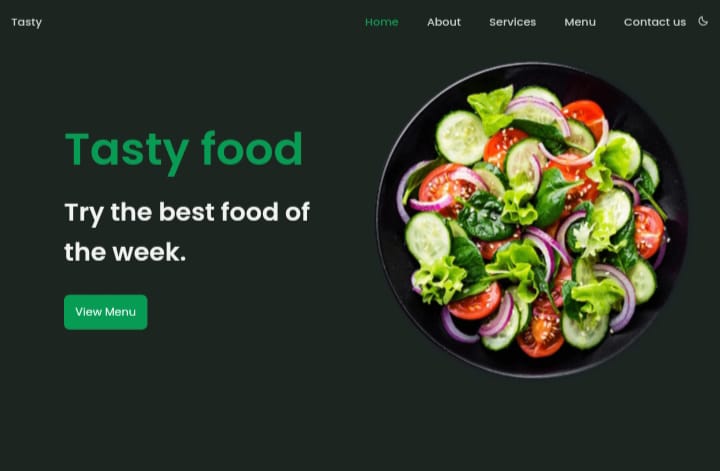 Tasty
Home About Services Menu Contact us
Tasty food
Try the best food of
the week.
View Menu